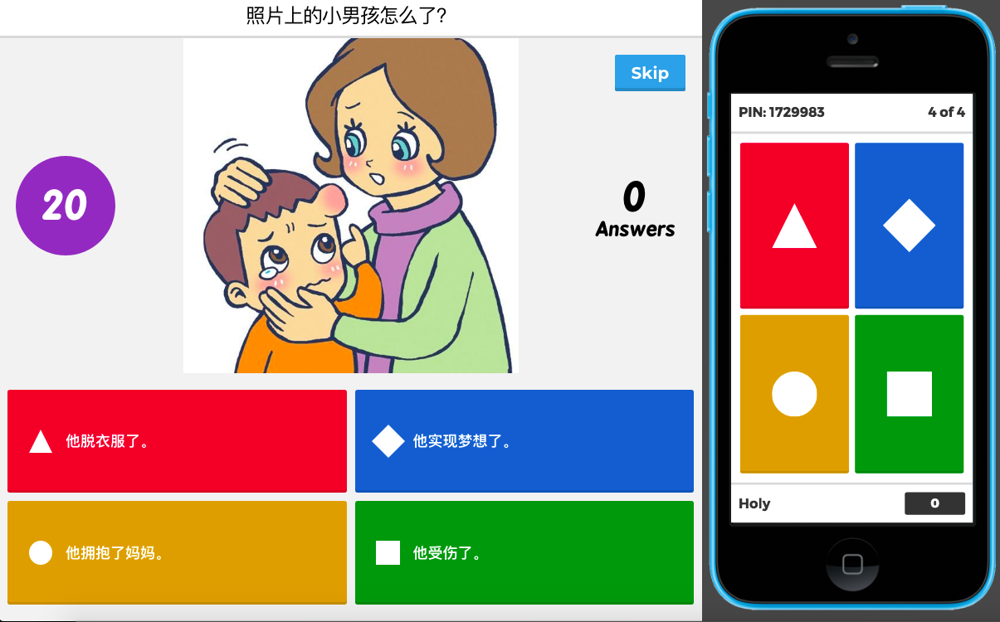 照片上的小男孩怎么了?
Skip
20
0
Answers
他脱衣服了。
他实现梦想了。
他拥抱了妈妈。
他受伤了。
PIN: 1729983
4 of 4
Holy
0